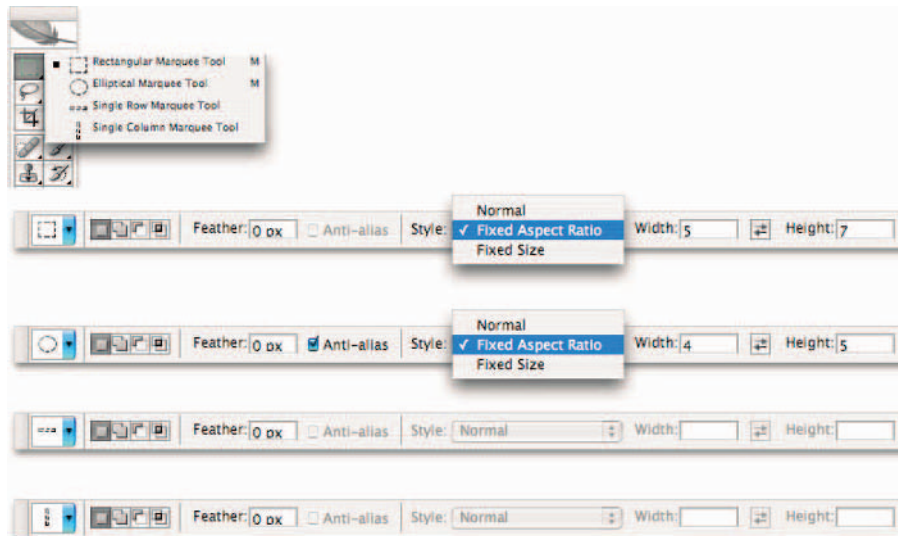 Rectangular Marquee Tool M
Elliptical Marquee Tool M
Single Row Marquee Tool
Single Column Marquee Tool
Normal
Feather: 0 px Anti-alias Style: ✓ Fixed Aspect Ratio Width: 5 Height: 7
Fixed Size
Normal
Feather: 0 px Anti-alias Style: ✓ Fixed Aspect Ratio Width: 4 Height: 5
Fixed Size
Feather: 0 px Anti-alias Style: Normal Width: Height:
Feather: 0 px Anti-alias Style: Normal Width: Height: